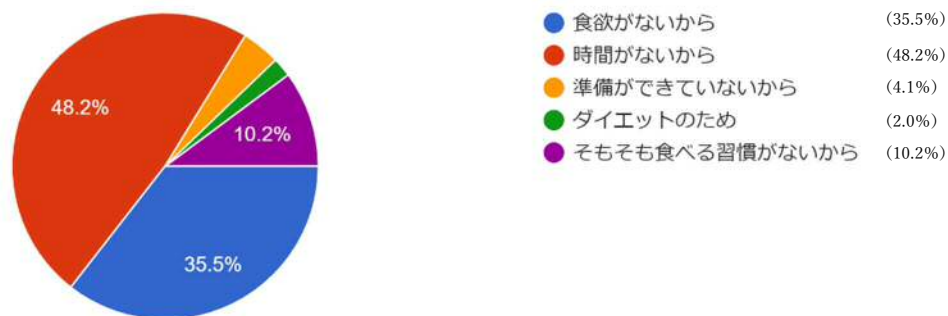 48.2%
10.2%
35.5%
食欲がないから (35.5%)
時間がないから (48.2%)
準備ができていないから (4.1%)
ダイエットのため (2.0%)
そもそも食べる習慣がないから (10.2%)